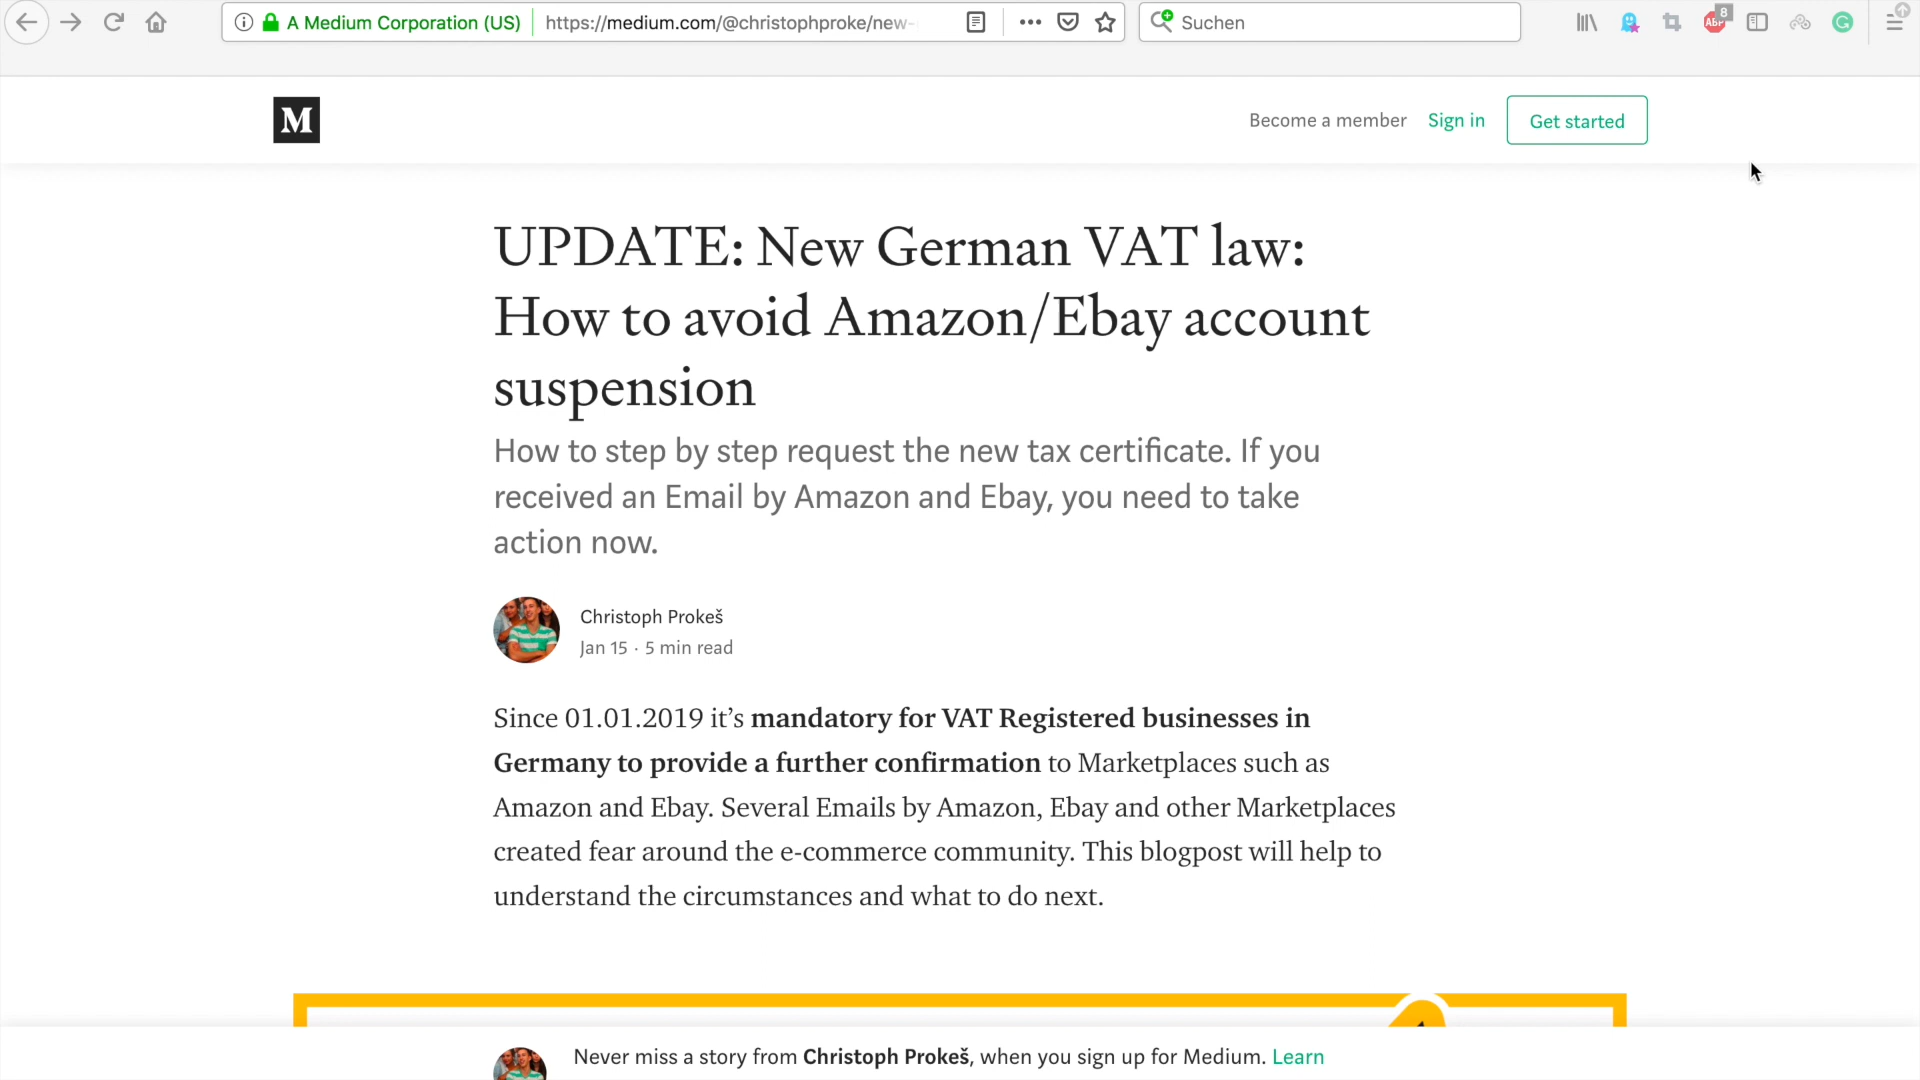 A Medium Corporation (US) https://medium.com/@christophproke/new- Suchen ABP 8
M Become a member Sign in Get started
UPDATE: New German VAT law:
How to avoid Amazon/Ebay account
suspension
How to step by step request the new tax certificate. If you
received an Email by Amazon and Ebay, you need to take
action now.
Christoph Prokeš
Jan 15 · 5 min read
Since 01.01.2019 it’s mandatory for VAT Registered businesses in
Germany to provide a further confirmation to Marketplaces such as
Amazon and Ebay. Several Emails by Amazon, Ebay and other Marketplaces
created fear around the e-commerce community. This blogpost will help to
understand the circumstances and what to do next.
Never miss a story from Christoph Prokeš, when you sign up for Medium. Learn